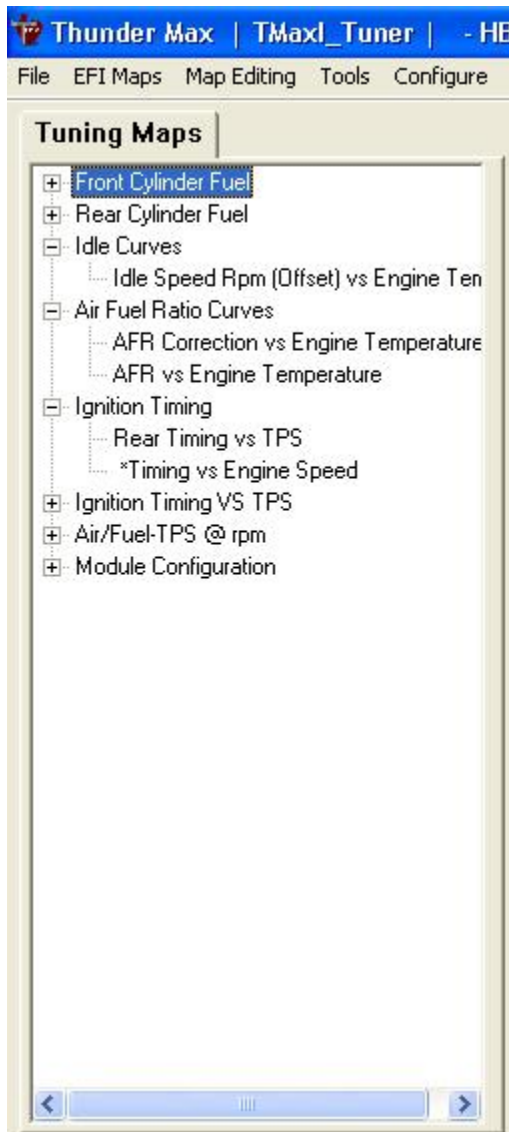 Thunder Max | TMaxI_Tuner | - HE
File EFI Maps Map Editing Tools Configure
Tuning Maps
Front Cylinder Fuel
Rear Cylinder Fuel
Idle Curves
Idle Speed Rpm (Offset) vs Engine Ten
Air Fuel Ratio Curves
AFR Correction vs Engine Temperature
AFR vs Engine Temperature
Ignition Timing
Rear Timing vs TPS
*Timing vs Engine Speed
Ignition Timing VS TPS
Air/Fuel-TPS @ rpm
Module Configuration